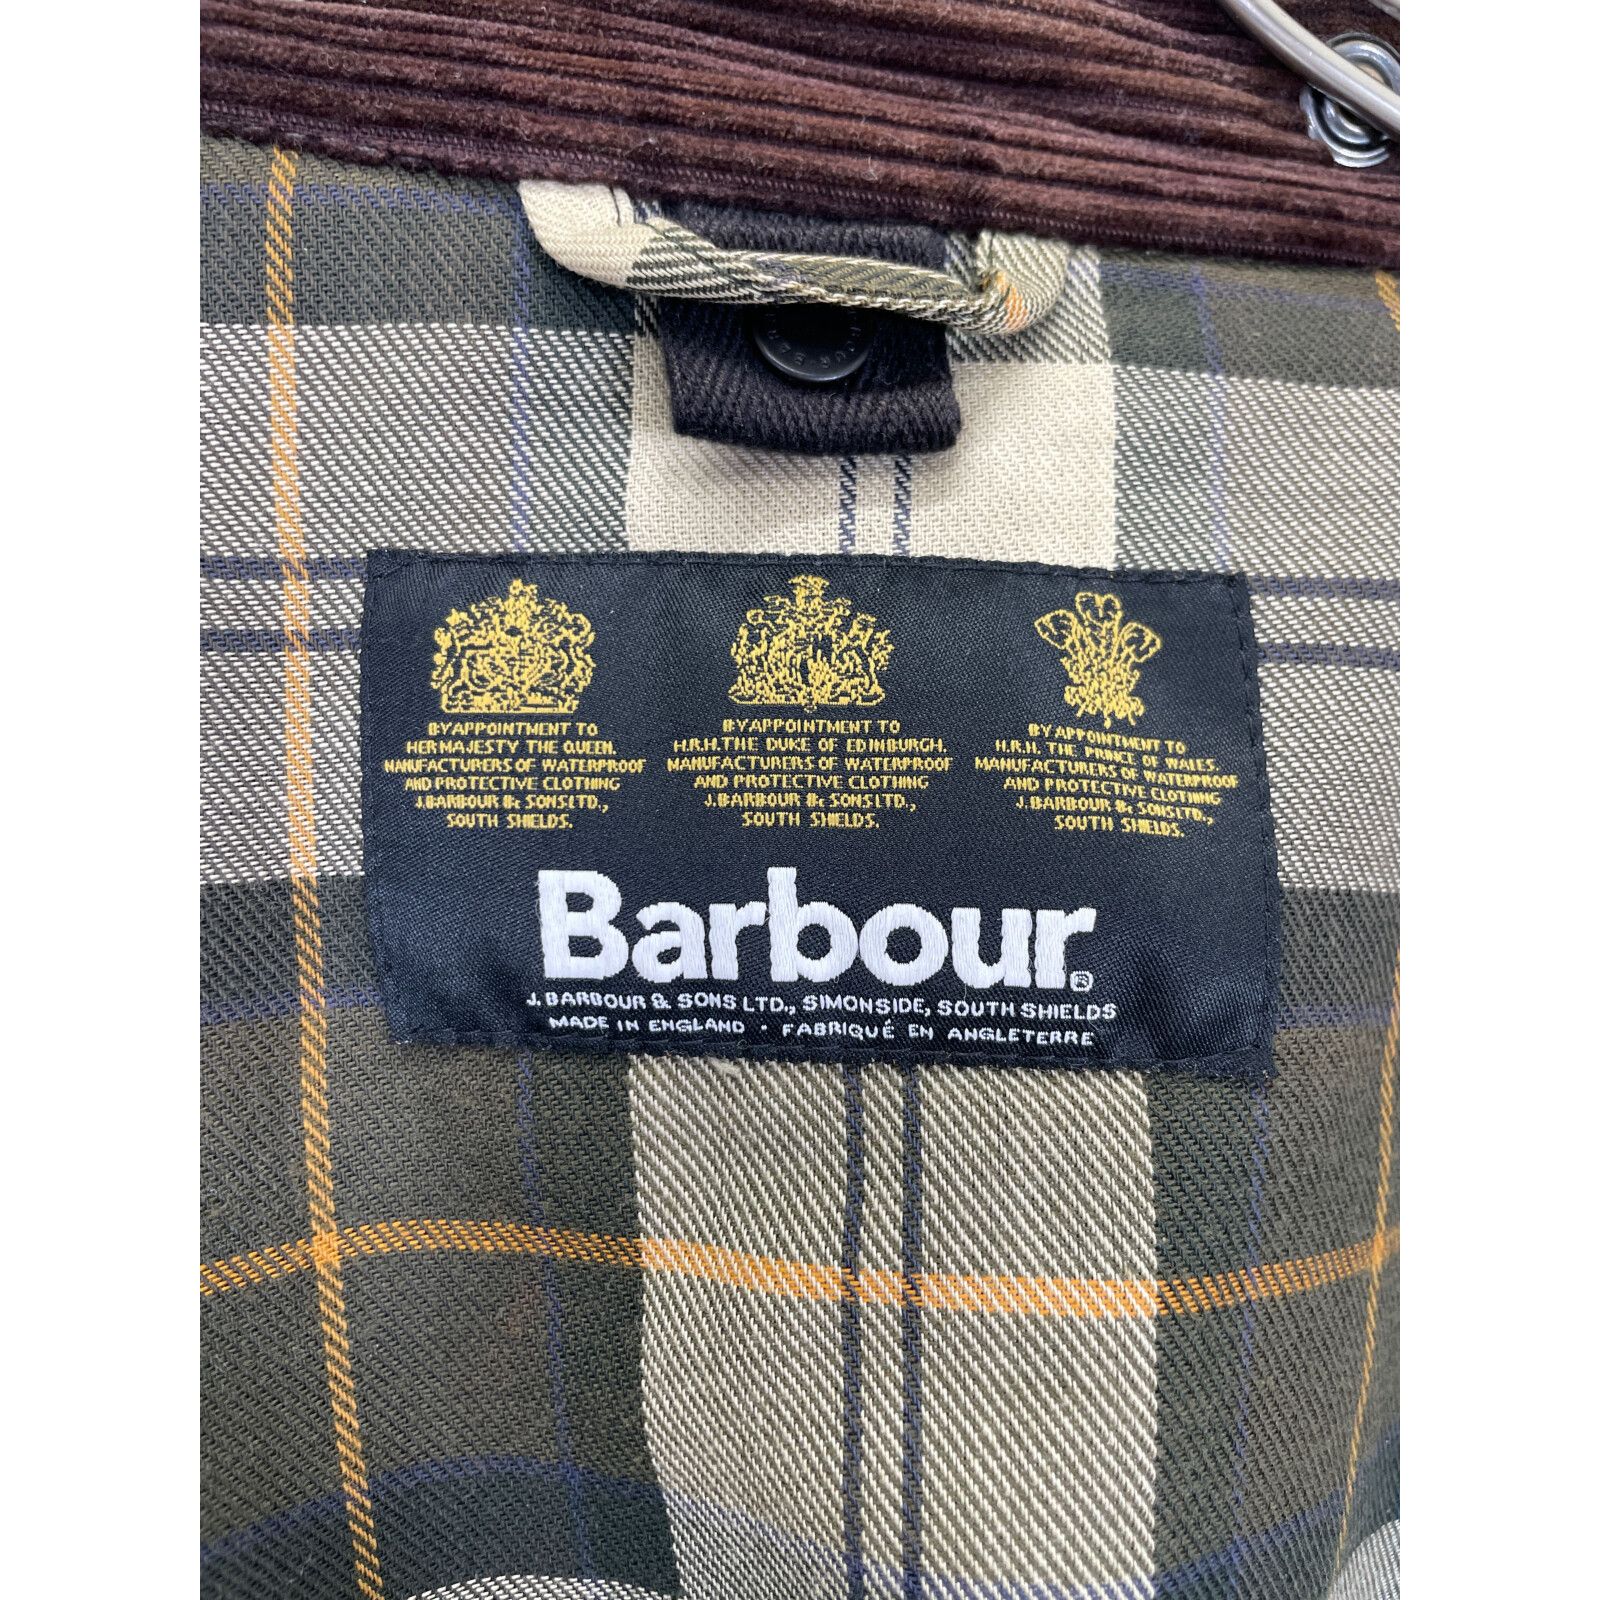 BY APPOINTMENT TO
HER MAJESTY THE QUEEN.
MANUFACTURERS OF WATERPROOF
AND PROTECTIVE CLOTHING
J.BARBOUR & SONS LTD.,
SOUTH SHIELDS.
BY APPOINTMENT TO
H.R.H. THE DUKE OF EDINBURGH.
MANUFACTURERS OF WATERPROOF
AND PROTECTIVE CLOTHING
J.BARBOUR & SONS LTD.,
SOUTH SHIELDS.
BY APPOINTMENT TO
H.R.H. THE PRINCE OF WALES.
MANUFACTURERS OF WATERPROOF
AND PROTECTIVE CLOTHING
J.BARBOUR & SONS LTD.,
SOUTH SHIELDS.
Barbour®
J. BARBOUR & SONS LTD., SIMONSIDE, SOUTH SHIELDS
MADE IN ENGLAND · FABRIQUÉ EN ANGLETERRE